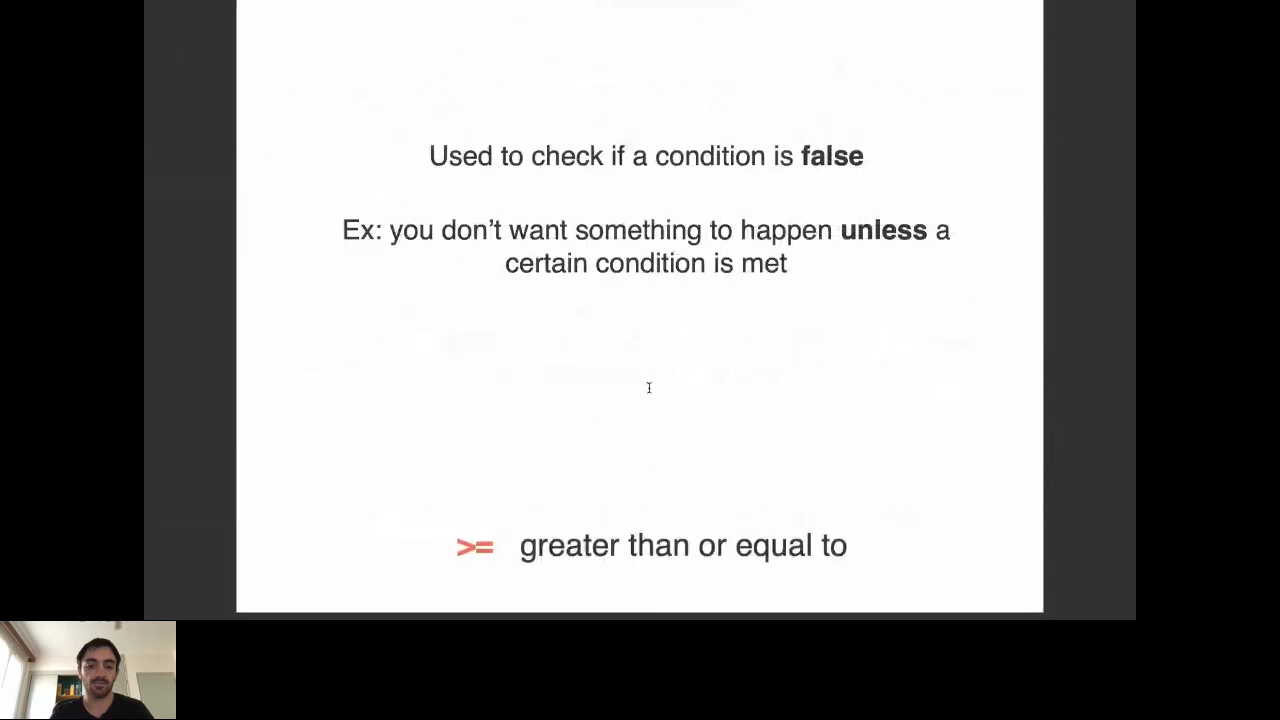 Used to check if a condition is false
Ex: you don't want something to happen unless a
certain condition is met
>= greater than or equal to